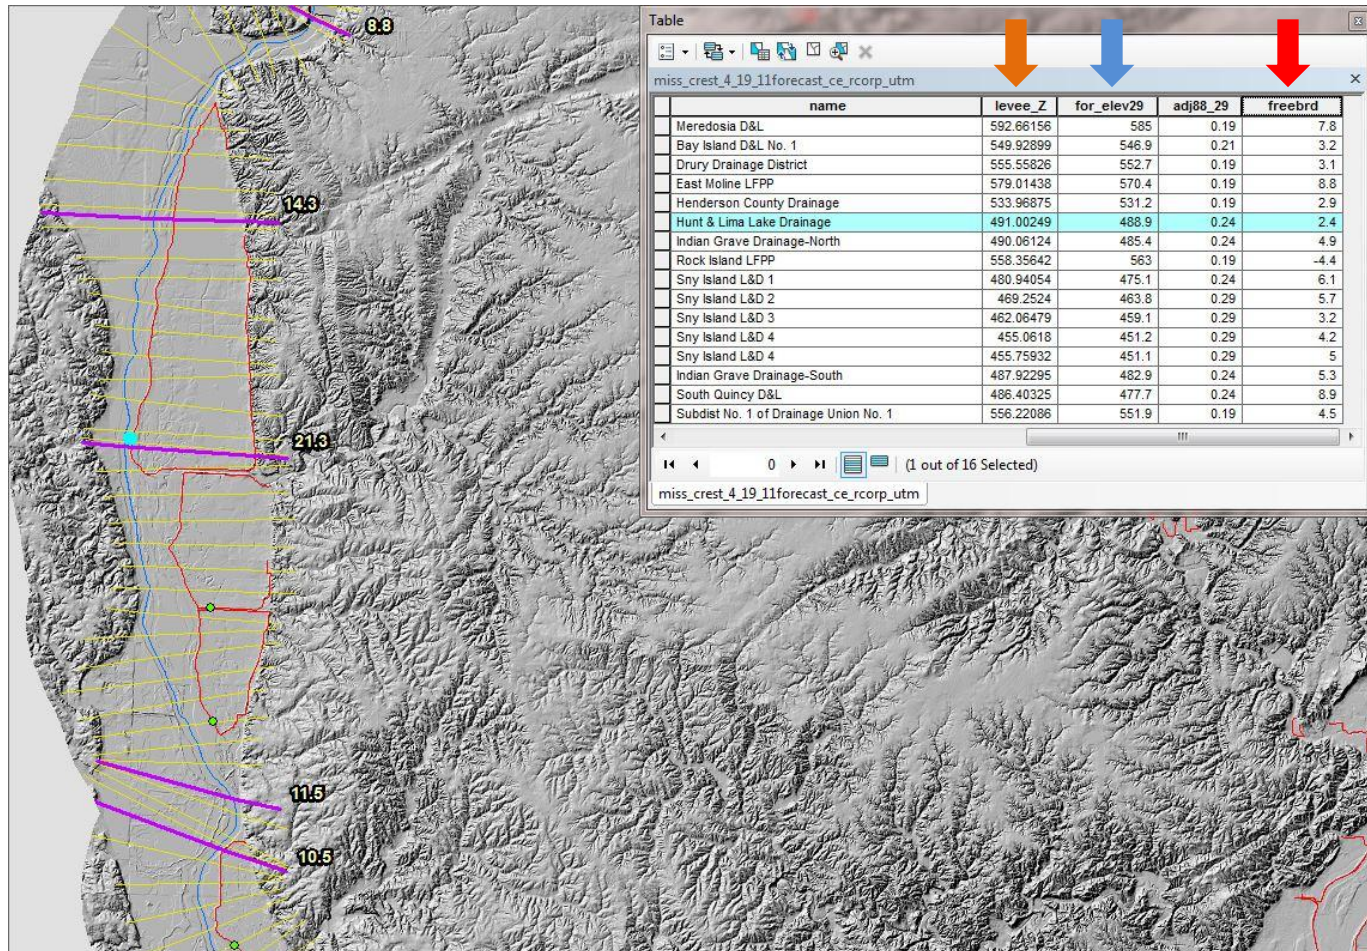 8.8
14.3
21.3
11.5
10.5
Table
miss_crest_4_19_11forecast_ce_rcorp_utm
name levee_Z for_elev29 adj88_29 freebrd
Meredosia D&L 592.66156 585 0.19 7.8
Bay Island D&L No. 1 549.92899 546.9 0.21 3.2
Drury Drainage District 555.55826 552.7 0.19 3.1
East Moline LFPP 579.01438 570.4 0.19 8.8
Henderson County Drainage 533.96875 531.2 0.19 2.9
Hunt & Lima Lake Drainage 491.00249 488.9 0.24 2.4
Indian Grave Drainage-North 490.06124 485.4 0.24 4.9
Rock Island LFPP 558.35642 563 0.19 -4.4
Sny Island L&D 1 480.94054 475.1 0.24 6.1
Sny Island L&D 2 469.2524 463.8 0.29 5.7
Sny Island L&D 3 462.06479 459.1 0.29 3.2
Sny Island L&D 4 455.0618 451.2 0.29 4.2
Sny Island L&D 4 455.75932 451.1 0.29 5
Indian Grave Drainage-South 487.92295 482.9 0.24 5.3
South Quincy D&L 486.40325 477.7 0.24 8.9
Subdist No. 1 of Drainage Union No. 1 556.22086 551.9 0.19 4.5
0 (1 out of 16 Selected)
miss_crest_4_19_11forecast_ce_rcorp_utm